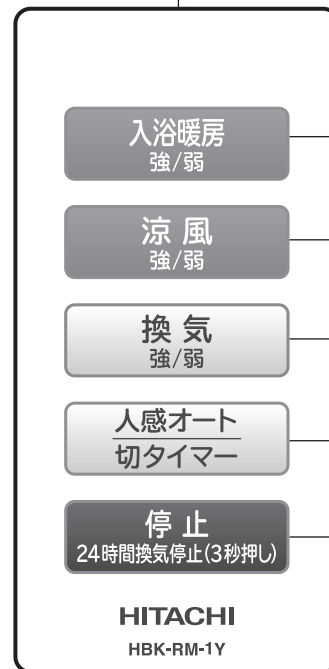 入浴暖房
強/弱
涼風
強/弱
換気
強/弱
人感オート
切タイマー
停止
24時間換気停止(3秒押し)
HITACHI
HBK-RM-1Y